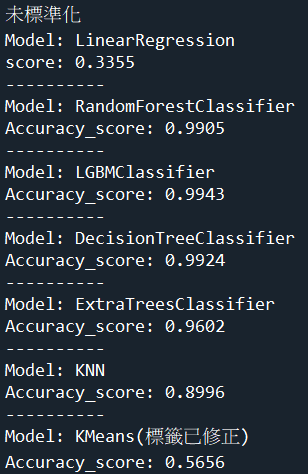 未標準化
Model: LinearRegression
score: 0.3355
----------
Model: RandomForestClassifier
Accuracy_score: 0.9905
----------
Model: LGBMClassifier
Accuracy_score: 0.9943
----------
Model: DecisionTreeClassifier
Accuracy_score: 0.9924
----------
Model: ExtraTreesClassifier
Accuracy_score: 0.9602
----------
Model: KNN
Accuracy_score: 0.8996
----------
Model: KMeans(標籤已修正)
Accuracy_score: 0.5656